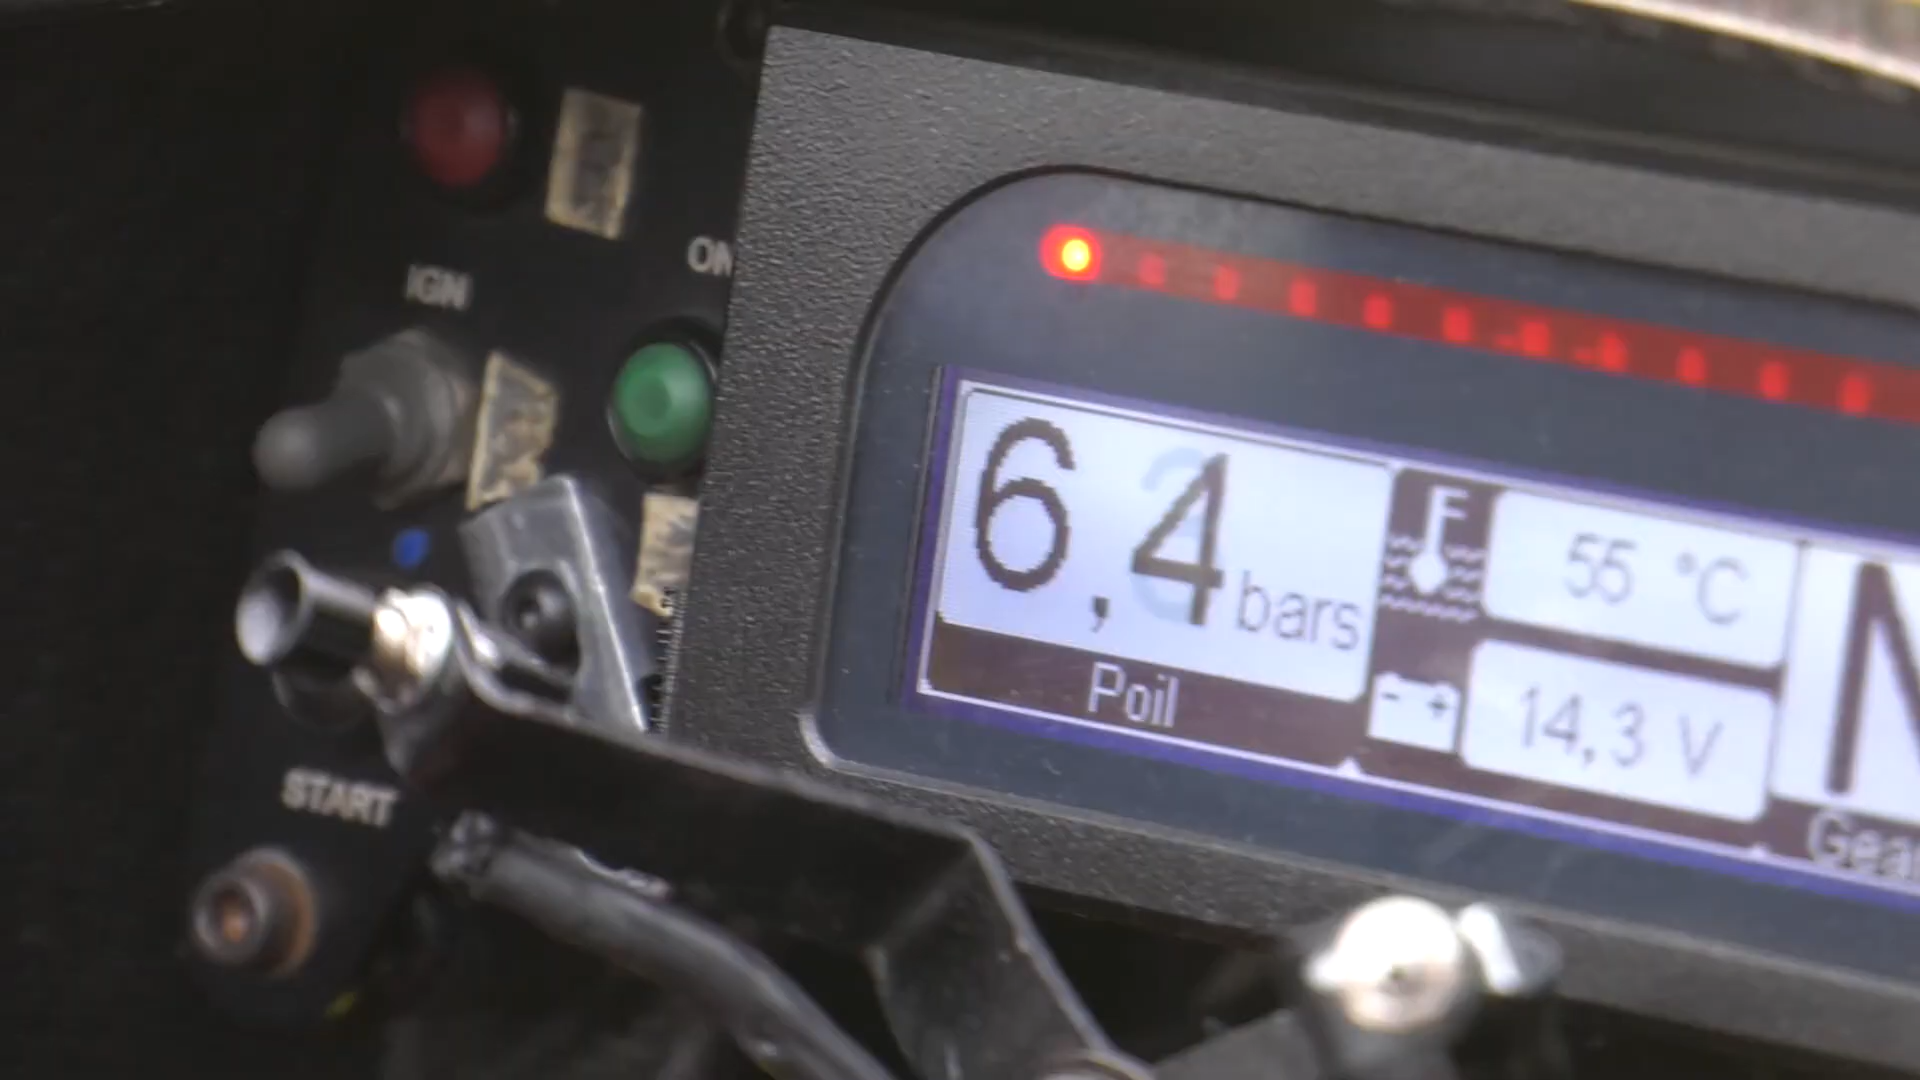 ON
IGN
START
6,4 bars
Poil
F
55 °C
- +
14,3 V
N
Gear